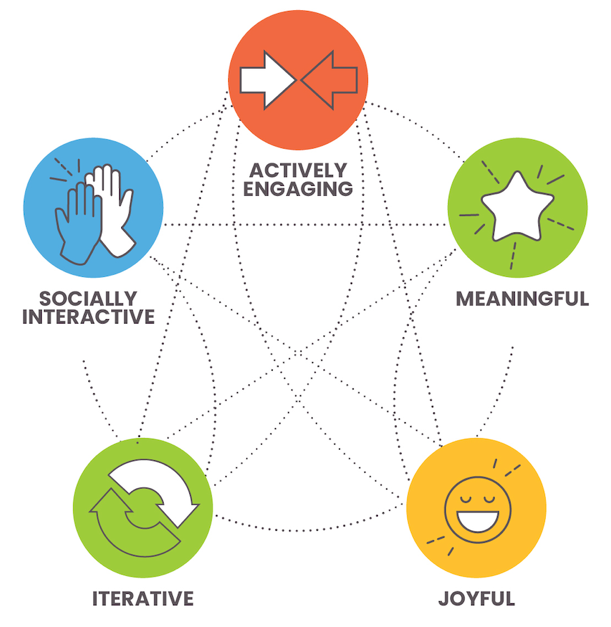 ACTIVELY
ENGAGING
SOCIALLY
INTERACTIVE
MEANINGFUL
ITERATIVE
JOYFUL